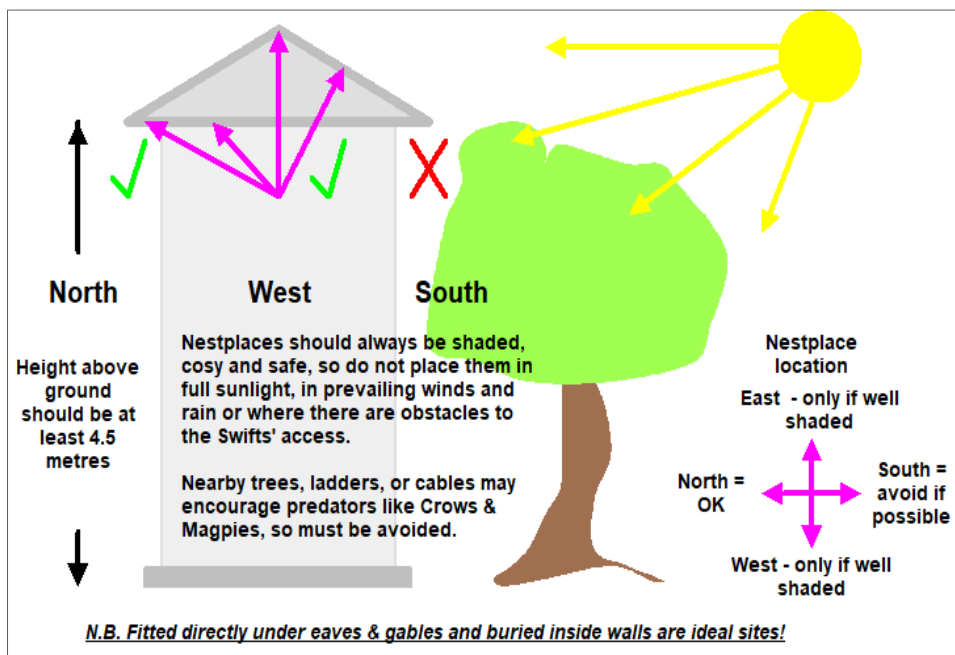 North
West
South
Height above
ground
should be at
least 4.5
metres
Nestplaces should always be shaded,
cosy and safe, so do not place them in
full sunlight, in prevailing winds and
rain or where there are obstacles to
the Swifts' access.
Nearby trees, ladders, or cables may
encourage predators like Crows &
Magpies, so must be avoided.
Nestplace
location
East - only if well
shaded
North =
OK
South =
avoid if
possible
West - only if well
shaded
N.B. Fitted directly under eaves & gables and buried inside walls are ideal sites!